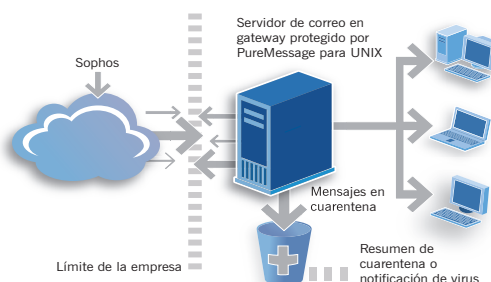 Servidor de correo en
gateway protegido por
PureMessage para UNIX
Sophos
Mensajes en
cuarentena
Límite de la empresa
Resumen de
cuarentena o
notificación de virus